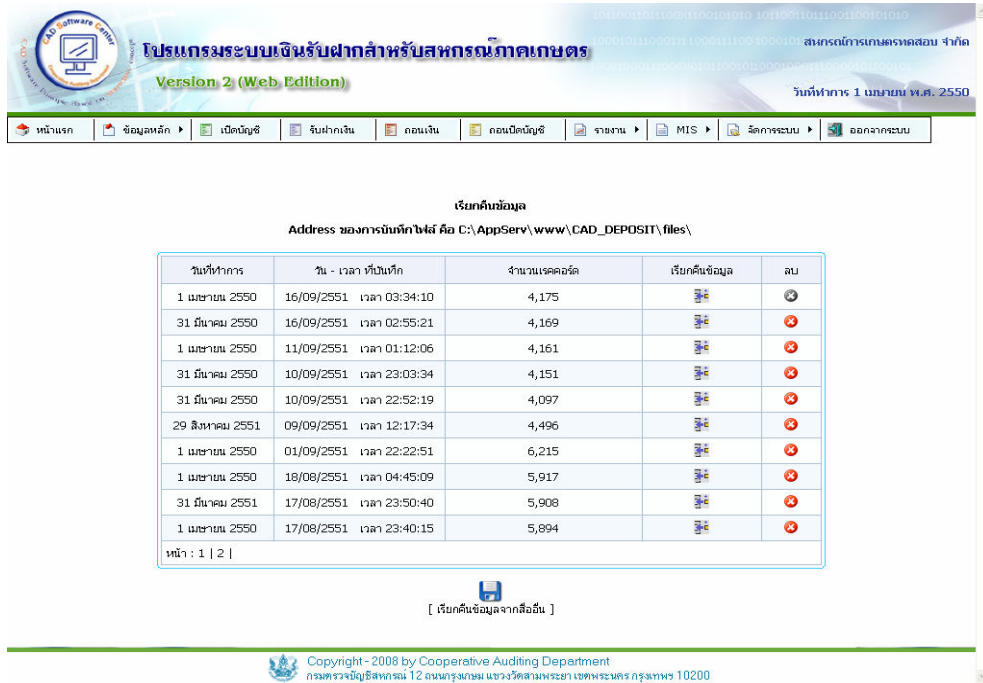 CAD Software Center
โปรแกรมระบบเงินรับฝากสำหรับสหกรณ์ภาคเกษตร
Version 2 (Web Edition)
สหกรณ์การเกษตรทดสอบ จำกัด
วันที่ทำการ 1 เมษายน พ.ศ. 2550
หน้าแรก ข้อมูลหลัก เปิดบัญชี รับฝากเงิน ถอนเงิน ถอนปิดบัญชี รายงาน MIS จัดการระบบ ออกจากระบบ
เรียกคืนข้อมูล
Address ของการบันทึกไฟล์ คือ C:\AppServ\www\CAD_DEPOSIT\files\
วันที่ทำการ วัน - เวลา ที่บันทึก จำนวนเรคคอร์ด เรียกคืนข้อมูล ลบ
1 เมษายน 2550 16/09/2551 เวลา 03:34:10 4,175
31 มีนาคม 2550 16/09/2551 เวลา 02:55:21 4,169
1 เมษายน 2550 11/09/2551 เวลา 01:12:06 4,161
31 มีนาคม 2550 10/09/2551 เวลา 23:03:34 4,151
31 มีนาคม 2550 10/09/2551 เวลา 22:52:19 4,097
29 สิงหาคม 2551 09/09/2551 เวลา 12:17:34 4,496
1 เมษายน 2550 01/09/2551 เวลา 22:22:51 6,215
1 เมษายน 2550 18/08/2551 เวลา 04:45:09 5,917
31 มีนาคม 2551 17/08/2551 เวลา 23:50:40 5,908
1 เมษายน 2550 17/08/2551 เวลา 23:40:15 5,894
หน้า : 1 | 2 |
[ เรียกคืนข้อมูลจากสื่ออื่น ]
Copyright - 2008 by Cooperative Auditing Department
กรมตรวจบัญชีสหกรณ์ 12 ถนนกรุงเกษม แขวงวัดสามพระยา เขตพระนคร กรุงเทพฯ 10200